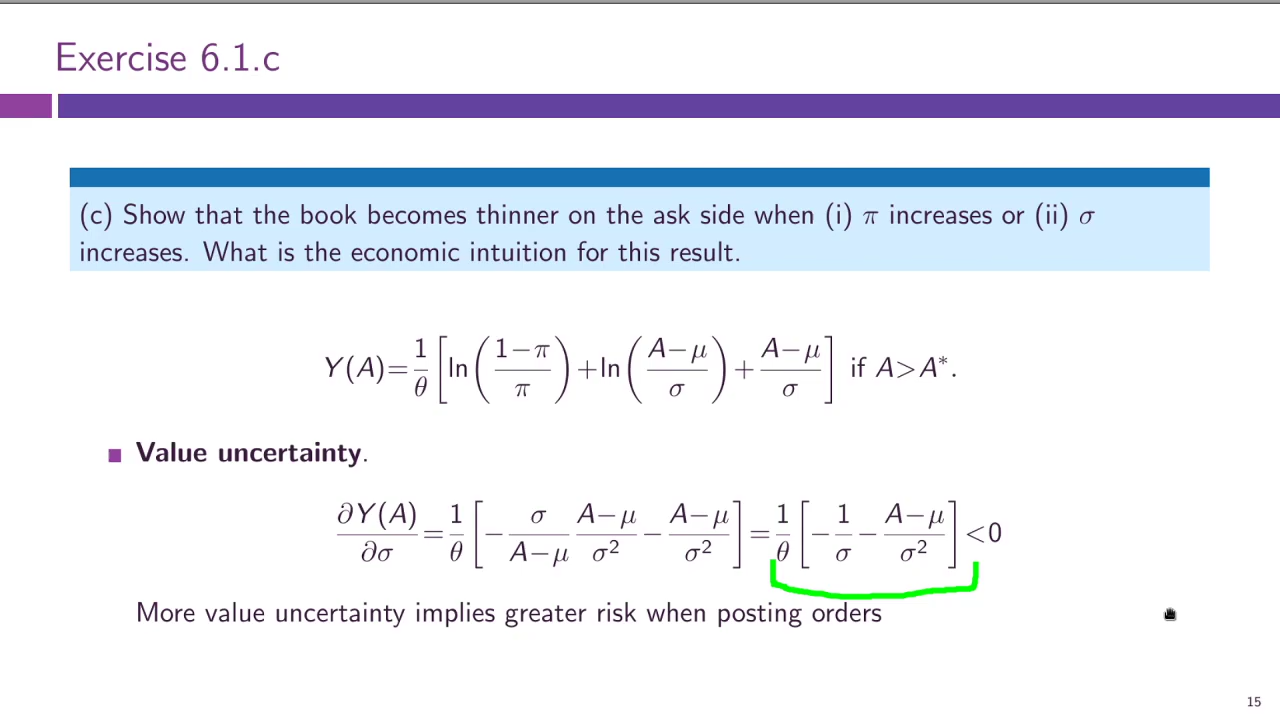 Exercise 6.1.c
(c) Show that the book becomes thinner on the ask side when (i) π increases or (ii) σ
increases. What is the economic intuition for this result.
Y(A)=1/θ[ln((1−π)/π)+ln((A−μ)/σ)+(A−μ)/σ] if A>A*.
Value uncertainty.
∂Y(A)/∂σ=1/θ[−σ/(A−μ) (A−μ)/σ²−(A−μ)/σ²]=1/θ[−1/σ−(A−μ)/σ²]<0
More value uncertainty implies greater risk when posting orders
15